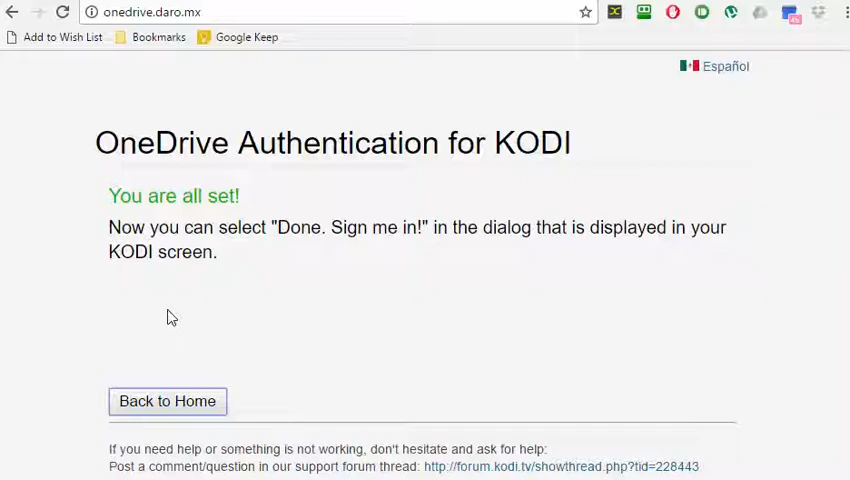 onedrive.daro.mx
Add to Wish List Bookmarks Google Keep
Español
OneDrive Authentication for KODI
You are all set!
Now you can select "Done. Sign me in!" in the dialog that is displayed in your
KODI screen.
Back to Home
If you need help or something is not working, don't hesitate and ask for help:
Post a comment/question in our support forum thread: http://forum.kodi.tv/showthread.php?tid=228443